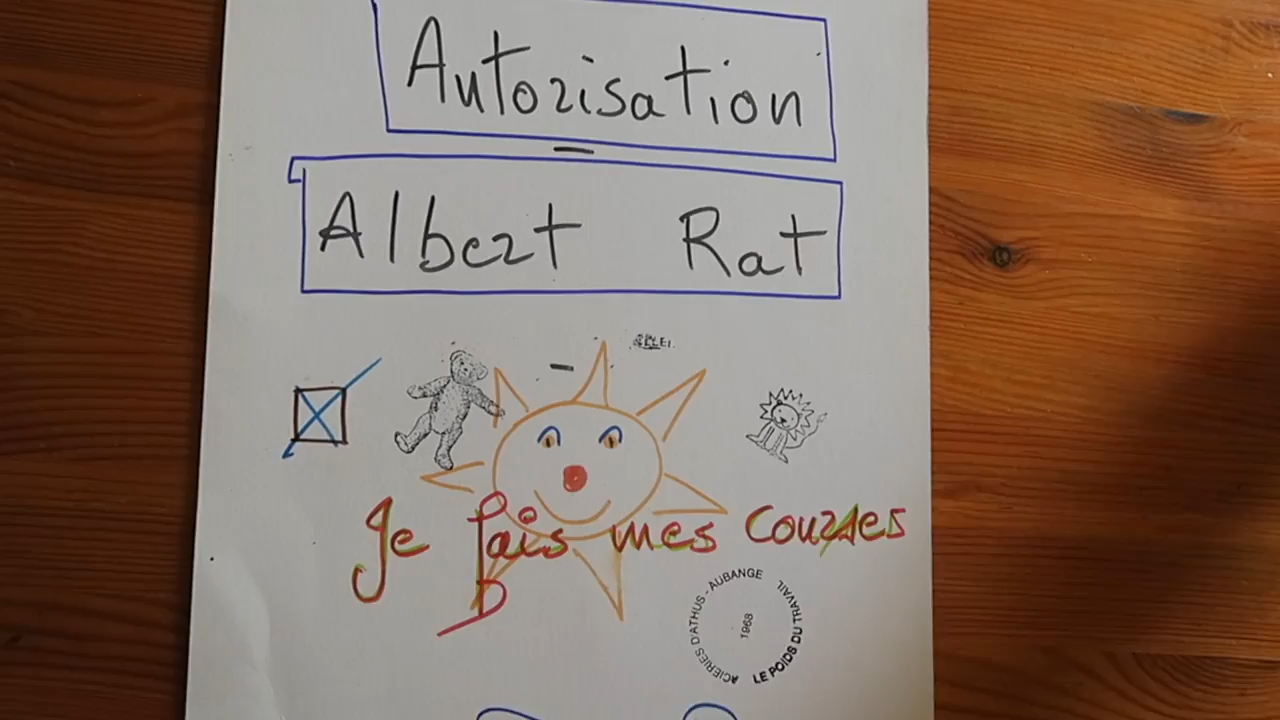 Autorisation
Albert Rat
Je fais mes courses
ACIERIES D'ATHUS - AUBANGE
1968
LE POIDS DU TRAVAIL